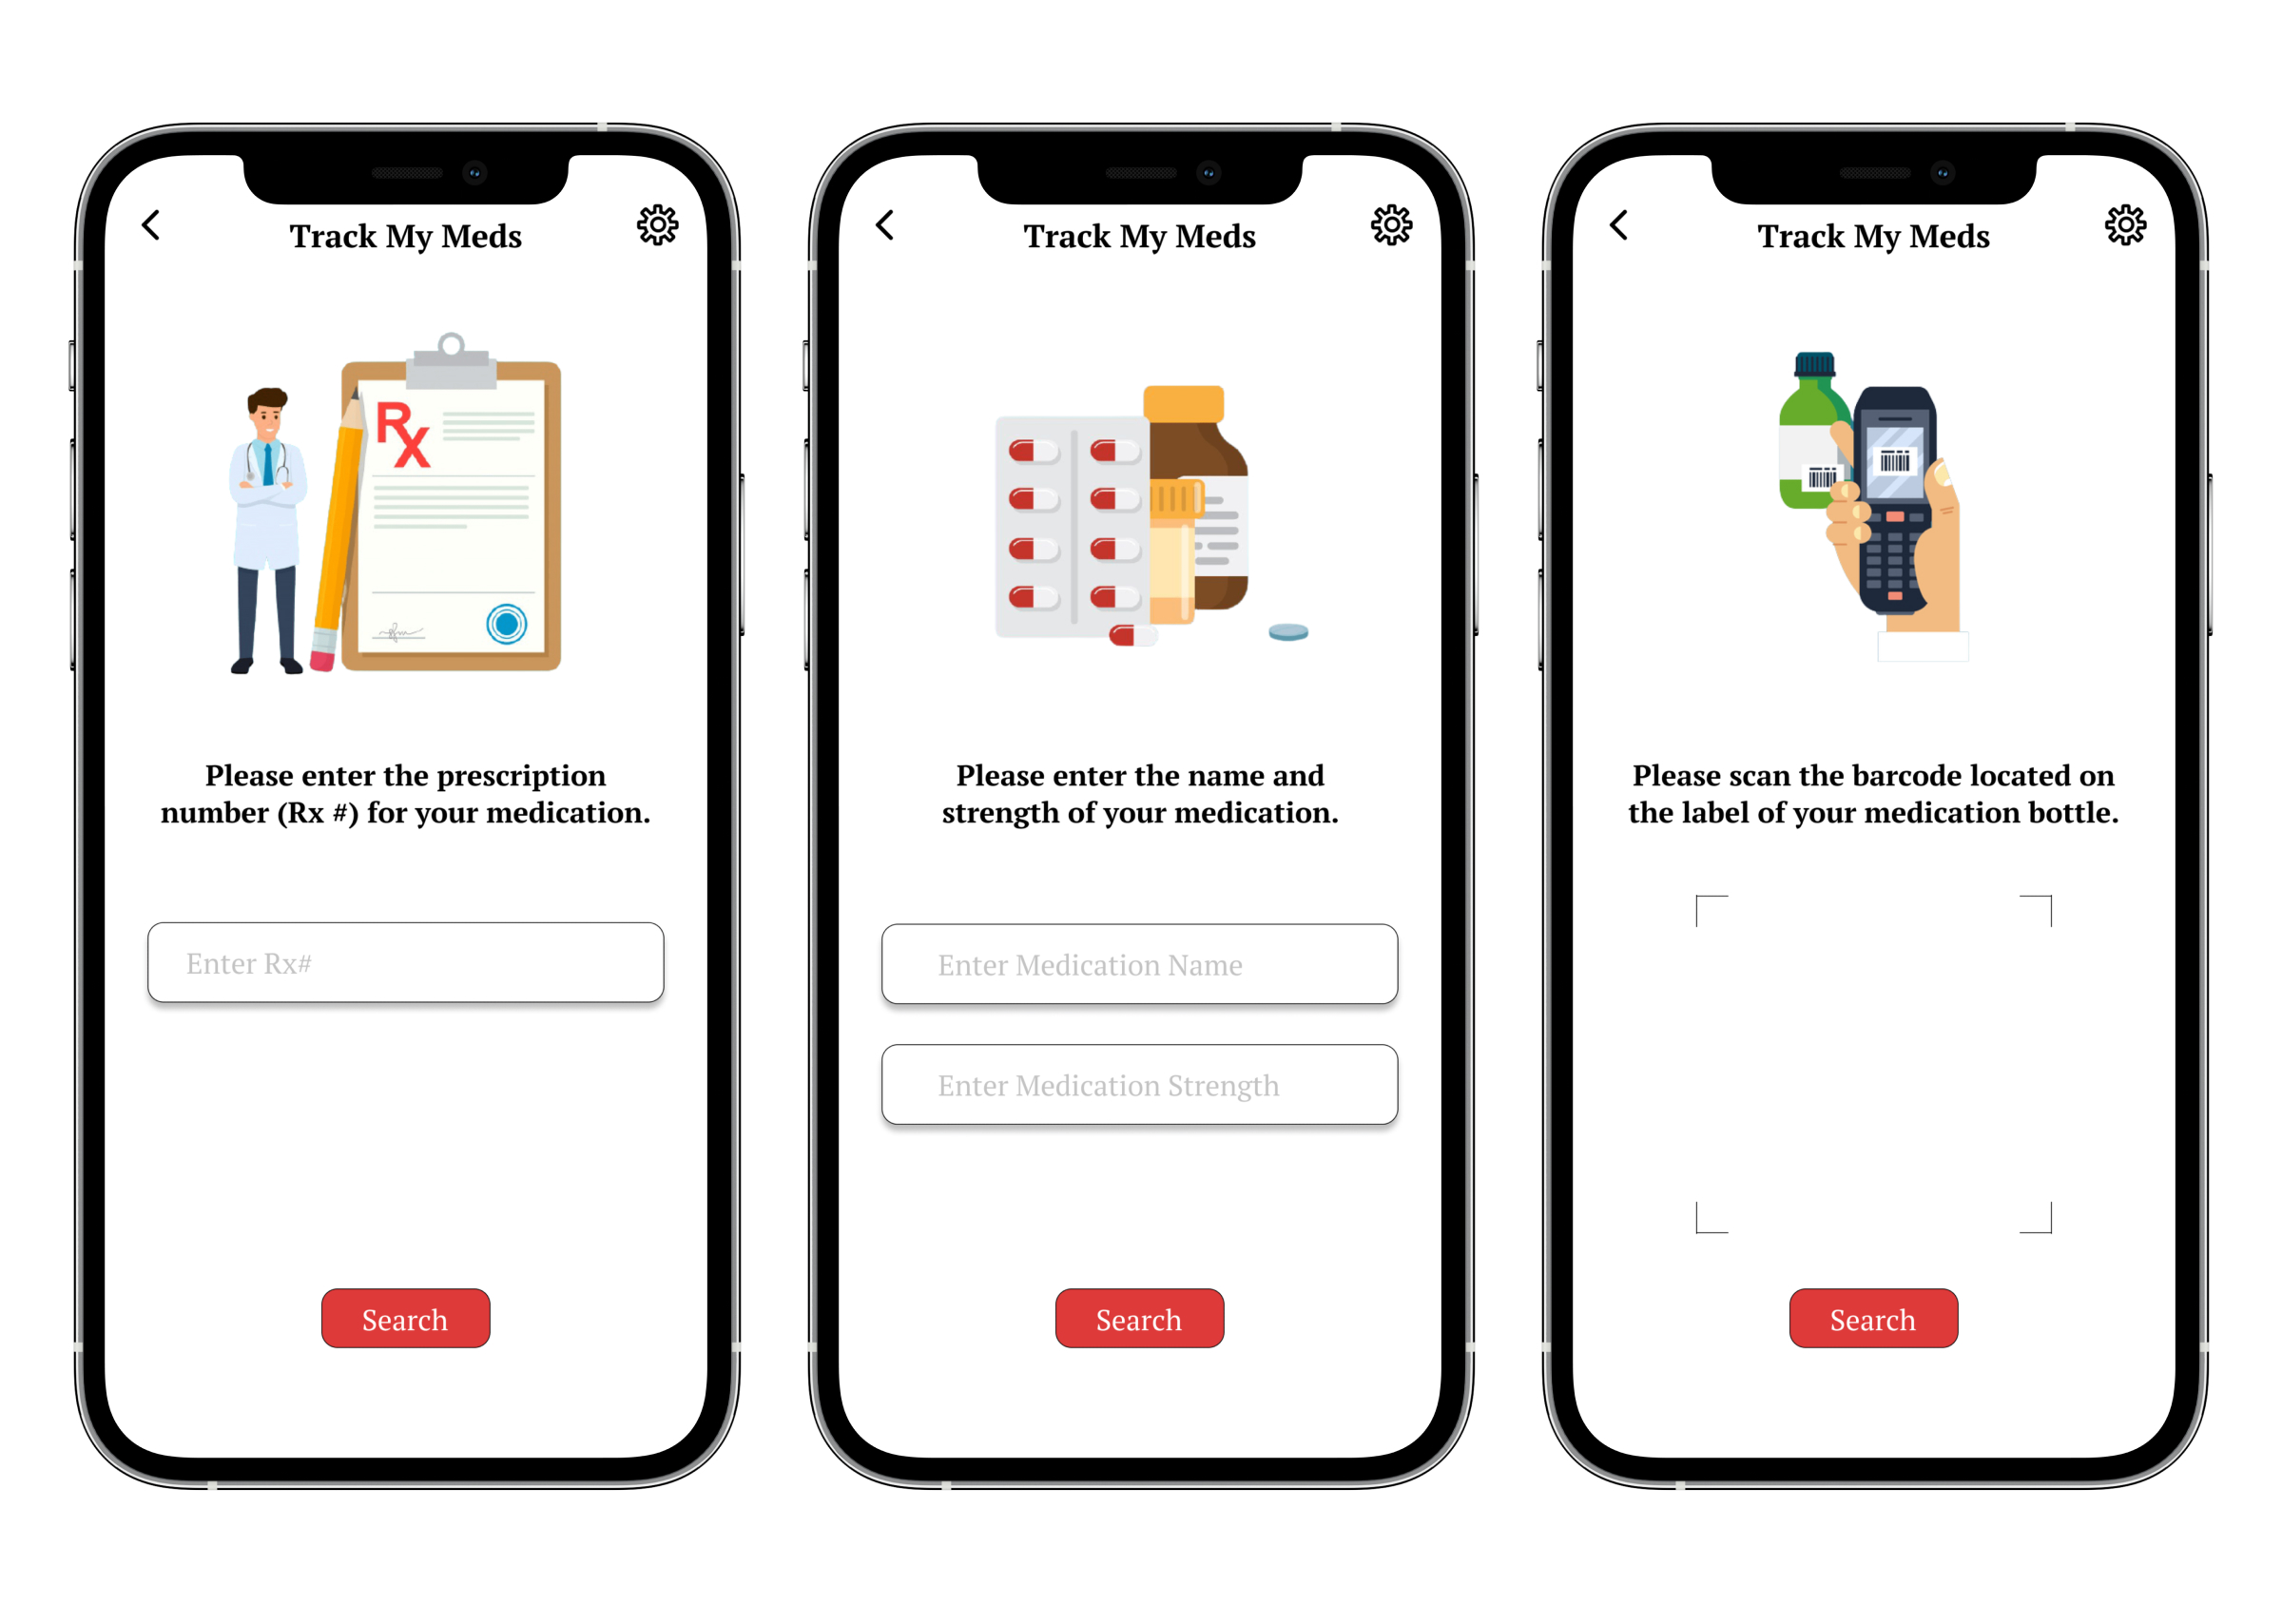 Track My Meds
Rx
Please enter the prescription
number (Rx #) for your medication.
Enter Rx#
Search
Track My Meds
Please enter the name and
strength of your medication.
Enter Medication Name
Enter Medication Strength
Search
Track My Meds
Please scan the barcode located on
the label of your medication bottle.
Search